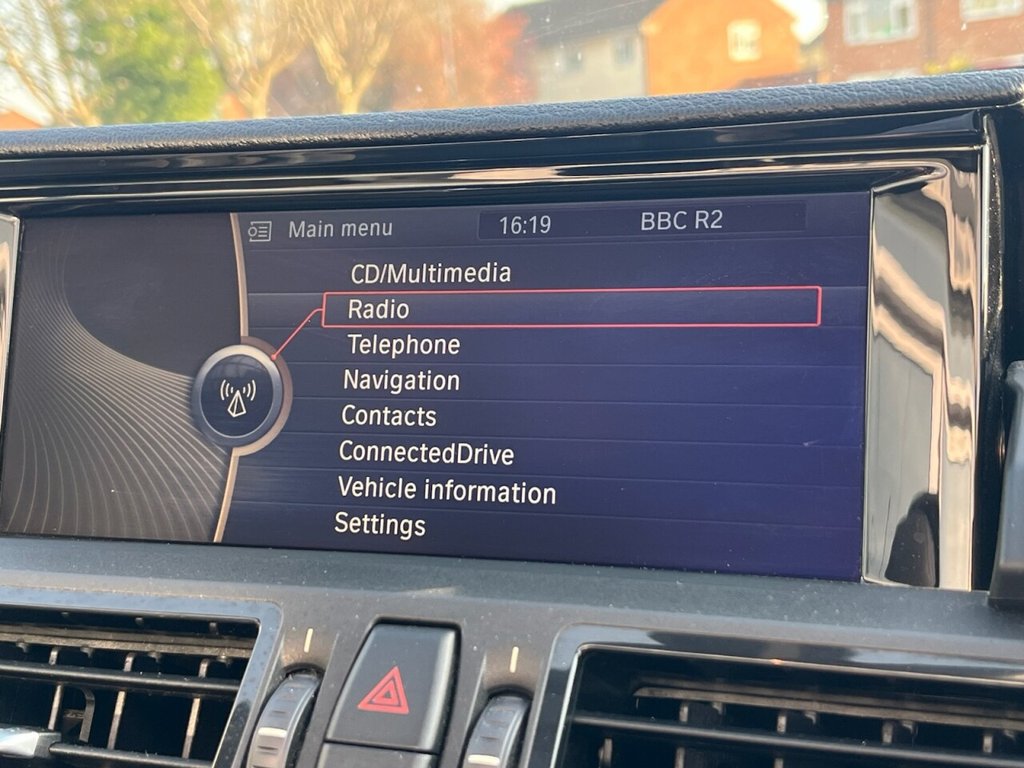 Main menu 16:19 BBC R2
CD/Multimedia
Radio
Telephone
Navigation
Contacts
ConnectedDrive
Vehicle information
Settings